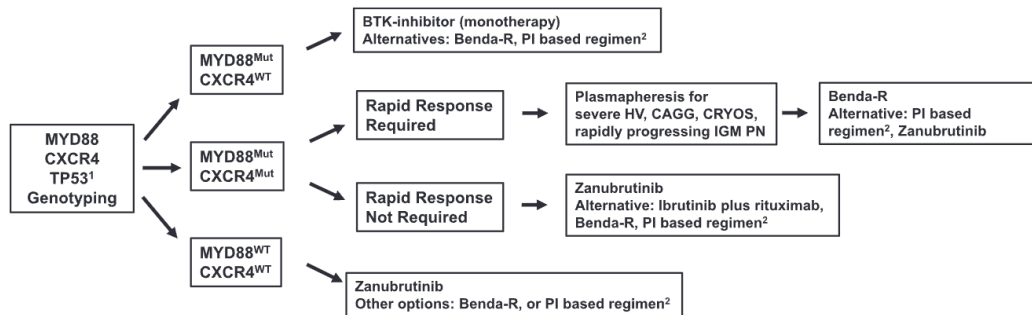 MYD88
CXCR4
TP53¹
Genotyping
MYD88ᴹᵘᵗ
CXCR4ᵂᵀ
BTK-inhibitor (monotherapy)
Alternatives: Benda-R, PI based regimen²
MYD88ᴹᵘᵗ
CXCR4ᴹᵘᵗ
Rapid Response
Required
Plasmapheresis for
severe HV, CAGG, CRYOS,
rapidly progressing IGM PN
Benda-R
Alternative: PI based
regimen², Zanubrutinib
Rapid Response
Not Required
Zanubrutinib
Alternative: Ibrutinib plus rituximab,
Benda-R, PI based regimen²
MYD88ᵂᵀ
CXCR4ᵂᵀ
Zanubrutinib
Other options: Benda-R, or PI based regimen²